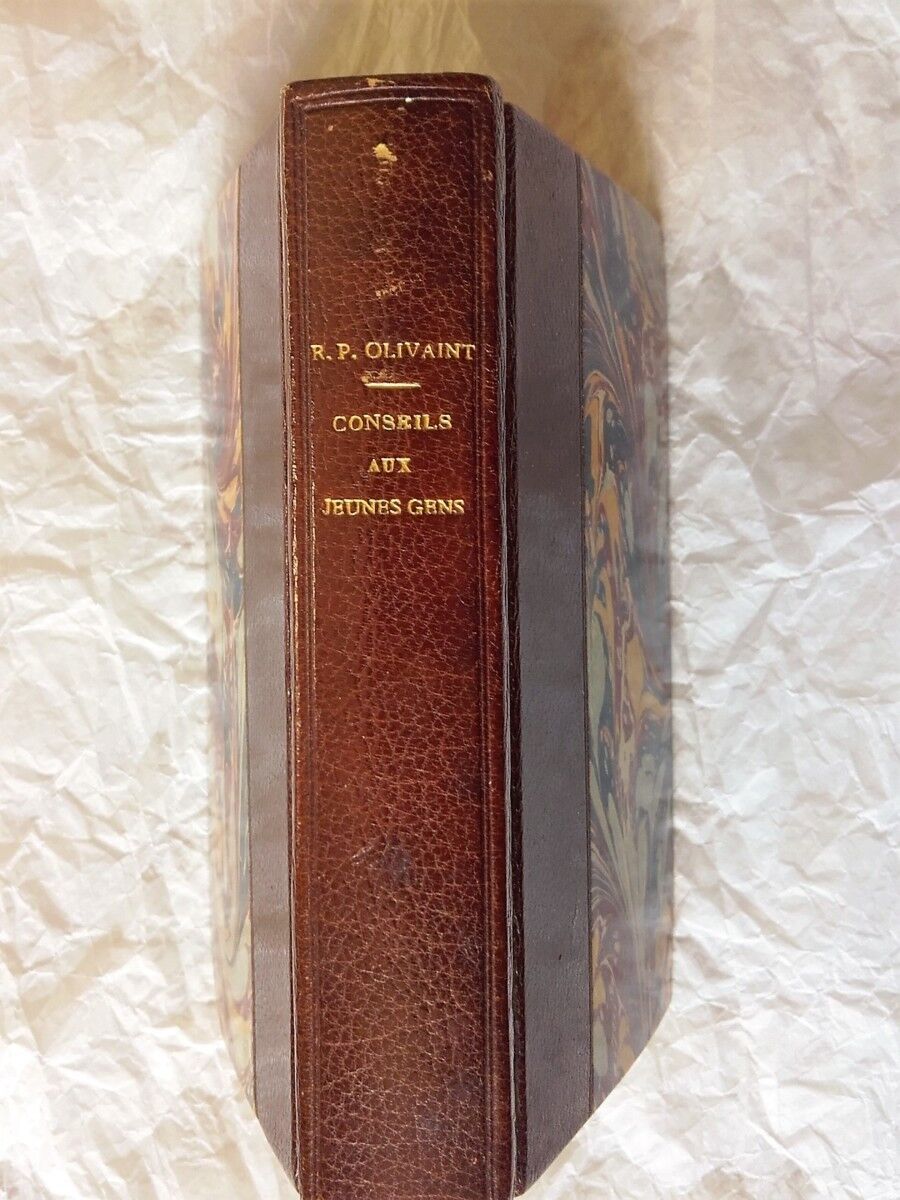 R. P. OLIVAINT
CONSEILS
AUX
JEUNES GENS